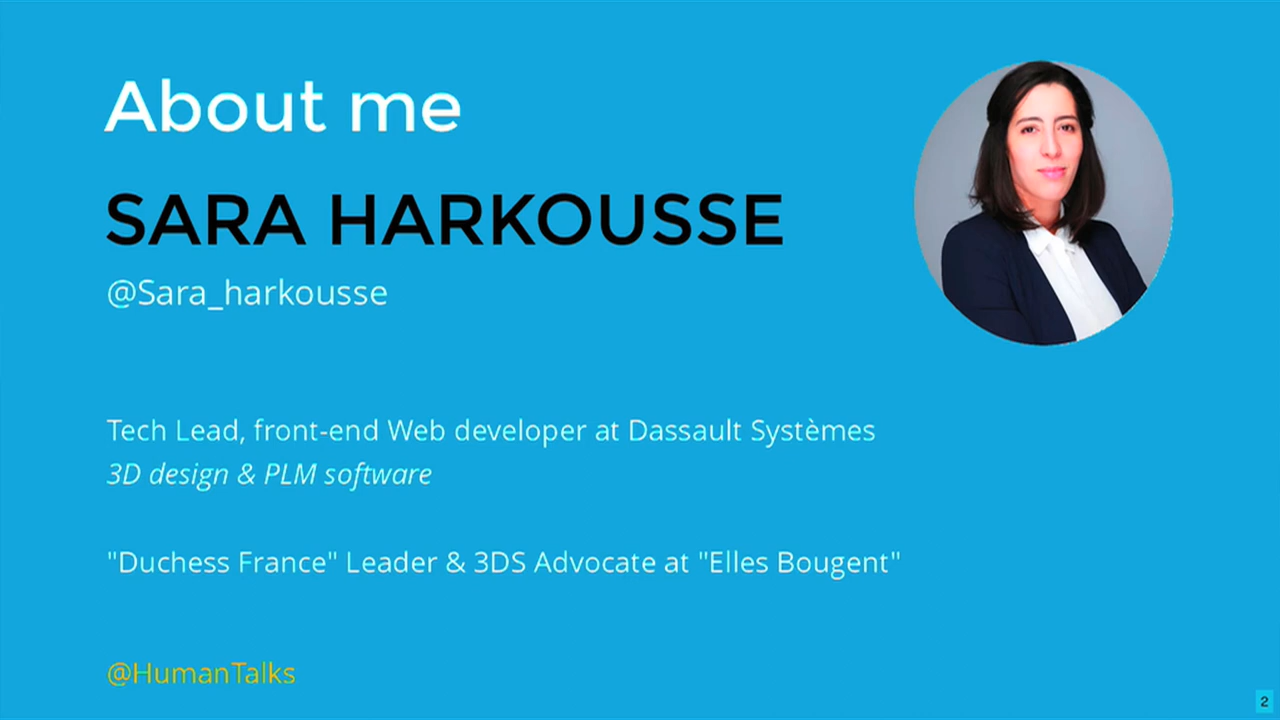 About me
SARA HARKOUSSE
@Sara_harkousse
Tech Lead, front-end Web developer at Dassault Systèmes
3D design & PLM software
"Duchess France" Leader & 3DS Advocate at "Elles Bougent"
@HumanTalks
2